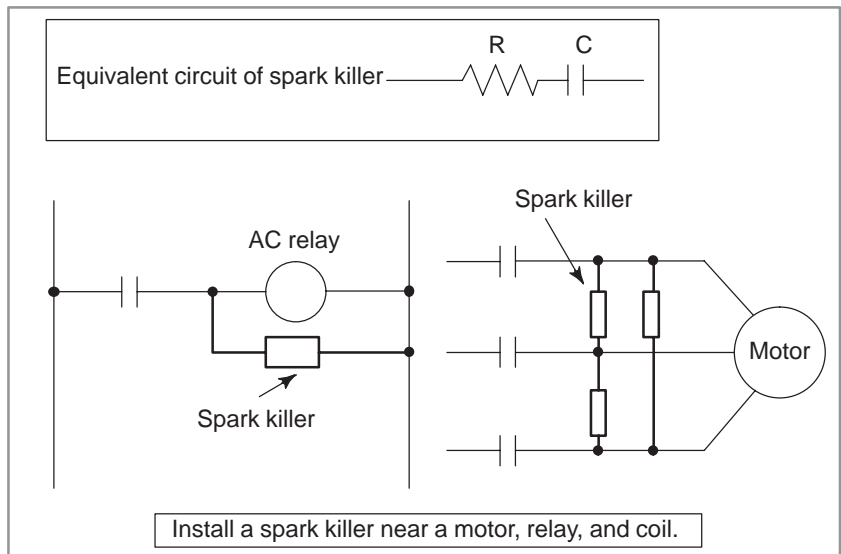 R C
Equivalent circuit of spark killer
AC relay
Spark killer
Spark killer
Motor
Install a spark killer near a motor, relay, and coil.